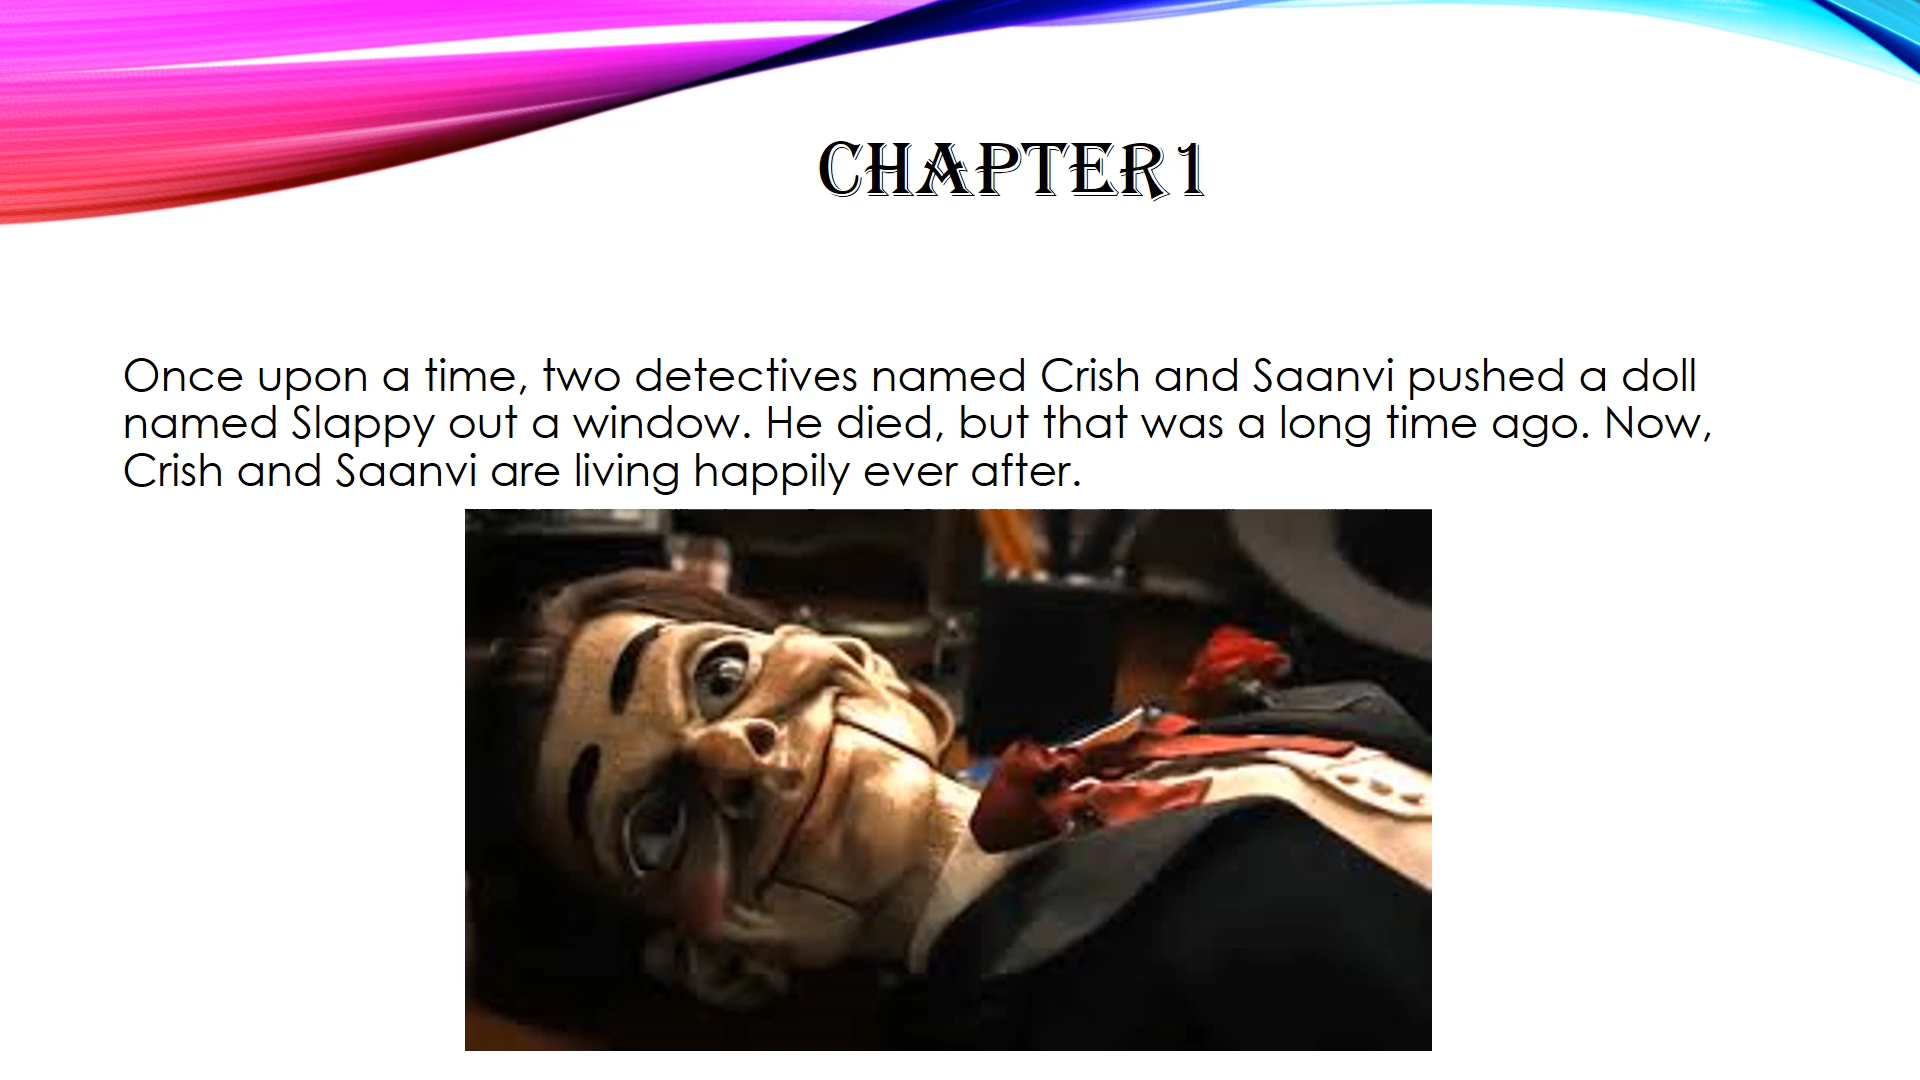 CHAPTER1
Once upon a time, two detectives named Crish and Saanvi pushed a doll
named Slappy out a window. He died, but that was a long time ago. Now,
Crish and Saanvi are living happily ever after.